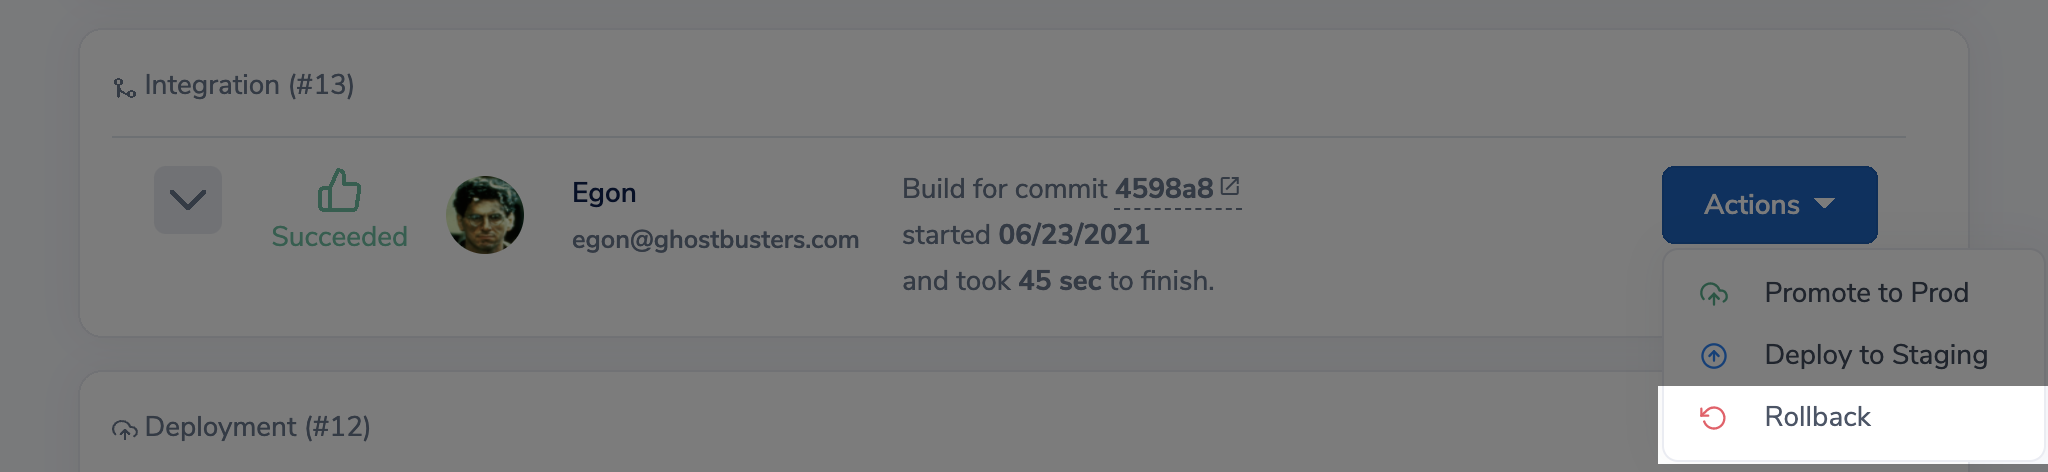 Integration (#13)
Succeeded
Egon
egon@ghostbusters.com
Build for commit 4598a8
started 06/23/2021
and took 45 sec to finish.
Actions
Promote to Prod
Deploy to Staging
Rollback
Deployment (#12)